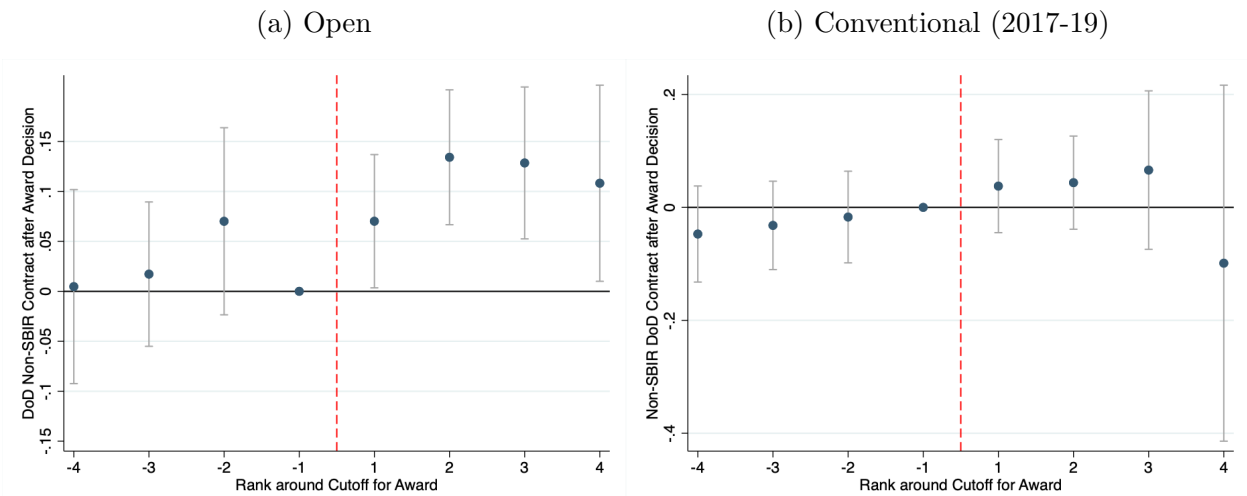 (a) Open
DoD Non-SBIR Contract after Award Decision
.15
.1
.05
0
-.05
-.1
-.15
-4 -3 -2 -1 1 2 3 4
Rank around Cutoff for Award
(b) Conventional (2017-19)
Non-SBIR DoD Contract after Award Decision
.2
0
-.2
-.4
-4 -3 -2 -1 1 2 3 4
Rank around Cutoff for Award